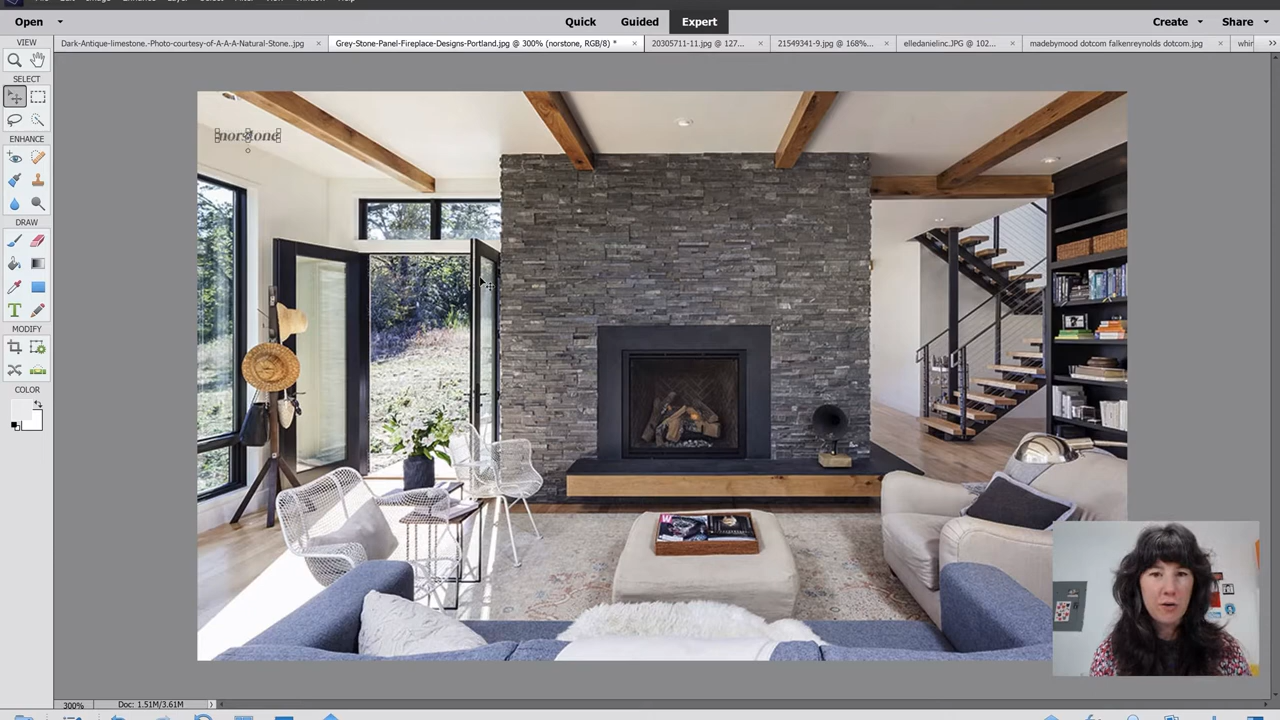 Open
Quick
Guided
Expert
Create
Share
VIEW
Dark-Antique-limestone.-Photo-courtesy-of-A-A-A-Natural-Stone..jpg
Grey-Stone-Panel-Fireplace-Designs-Portland.jpg @ 300% (norstone, RGB/8) *
20305711-11.jpg @ 127...
21549341-9.jpg @ 168%...
elledanielinc.JPG @ 102...
madebymood dotcom falkenreynolds dotcom.jpg
SELECT
norstone
ENHANCE
DRAW
MODIFY
COLOR
300%
Doc: 1.51M/3.61M